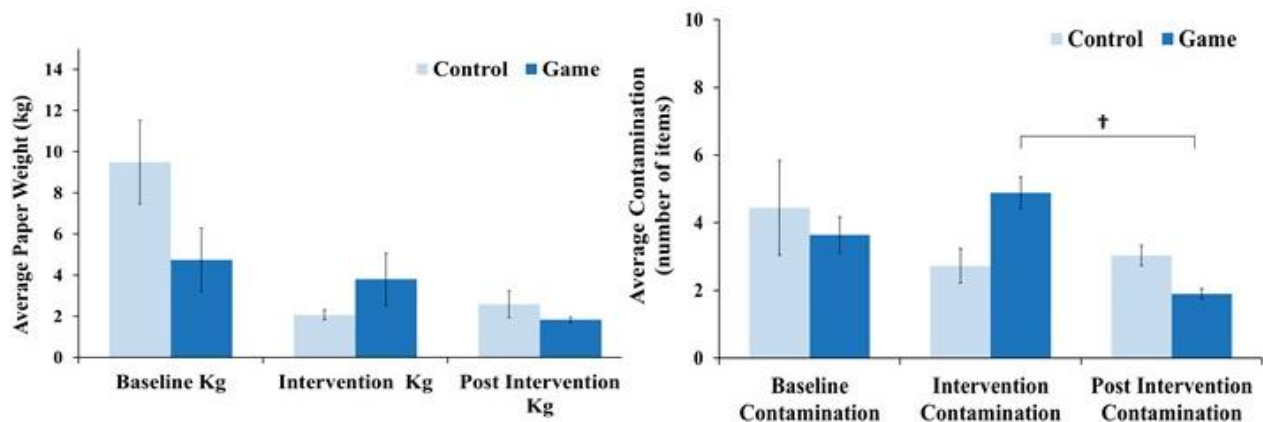 Average Paper Weight (kg)
14
12
10
8
6
4
2
0
Control Game
Baseline Kg
Intervention Kg
Post Intervention
Kg
Average Contamination
(number of items)
10
8
6
4
2
0
Control Game
†
Baseline
Contamination
Intervention
Contamination
Post Intervention
Contamination